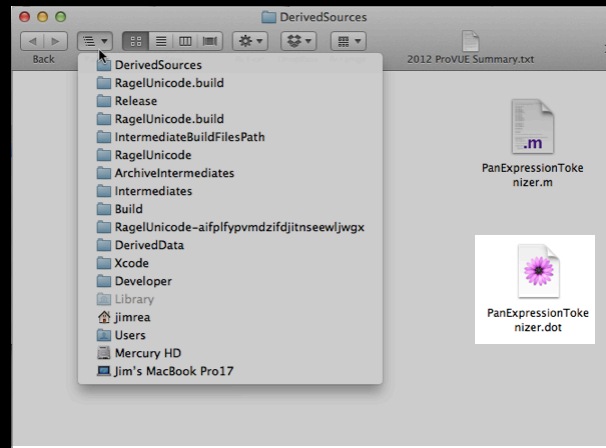 DerivedSources
Back
2012 ProVUE Summary.txt
DerivedSources
RagelUnicode.build
Release
RagelUnicode.build
IntermediateBuildFilesPath
RagelUnicode
ArchiveIntermediates
Intermediates
Build
RagelUnicode-aifplfypvmdzifdjitnseewljwgx
DerivedData
Xcode
Developer
Library
jimrea
Users
Mercury HD
Jim's MacBook Pro17
.m
PanExpressionToke
nizer.m
PanExpressionToke
nizer.dot